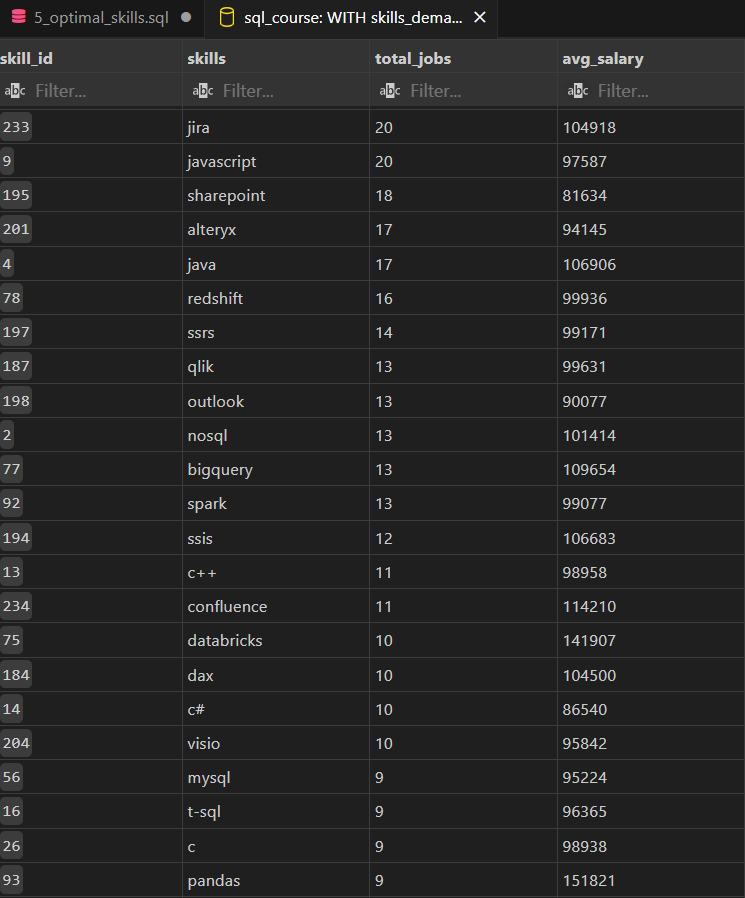 5_optimal_skills.sql sql_course: WITH skills_dema...
skill_id skills total_jobs avg_salary
abc Filter... abc Filter... abc Filter... abc Filter...
233 jira 20 104918
9 javascript 20 97587
195 sharepoint 18 81634
201 alteryx 17 94145
4 java 17 106906
78 redshift 16 99936
197 ssrs 14 99171
187 qlik 13 99631
198 outlook 13 90077
2 nosql 13 101414
77 bigquery 13 109654
92 spark 13 99077
194 ssis 12 106683
13 c++ 11 98958
234 confluence 11 114210
75 databricks 10 141907
184 dax 10 104500
14 c# 10 86540
204 visio 10 95842
56 mysql 9 95224
16 t-sql 9 96365
26 c 9 98938
93 pandas 9 151821